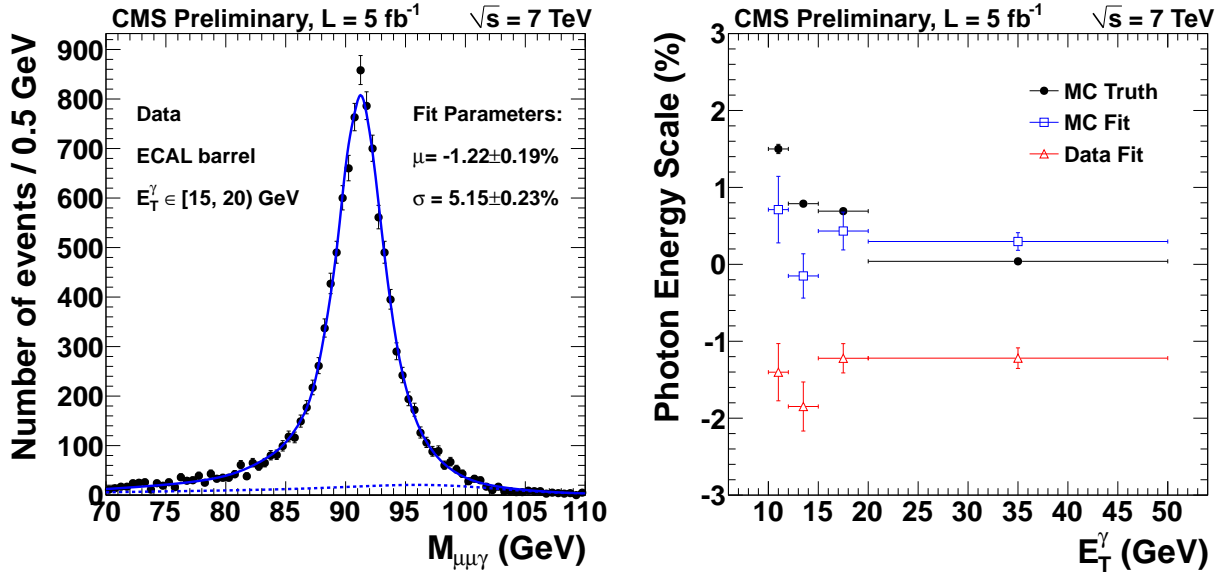 CMS Preliminary, L = 5 fb⁻¹ √s = 7 TeV
Number of events / 0.5 GeV
900
800
700
600
500
400
300
200
100
0
Data
ECAL barrel
E_T^γ ∈ [15, 20) GeV
Fit Parameters:
μ= -1.22±0.19%
σ = 5.15±0.23%
70 75 80 85 90 95 100 105 110
M_μμγ (GeV)
CMS Preliminary, L = 5 fb⁻¹ √s = 7 TeV
Photon Energy Scale (%)
3
2
1
0
-1
-2
-3
MC Truth
MC Fit
Data Fit
10 15 20 25 30 35 40 45 50
E_T^γ (GeV)